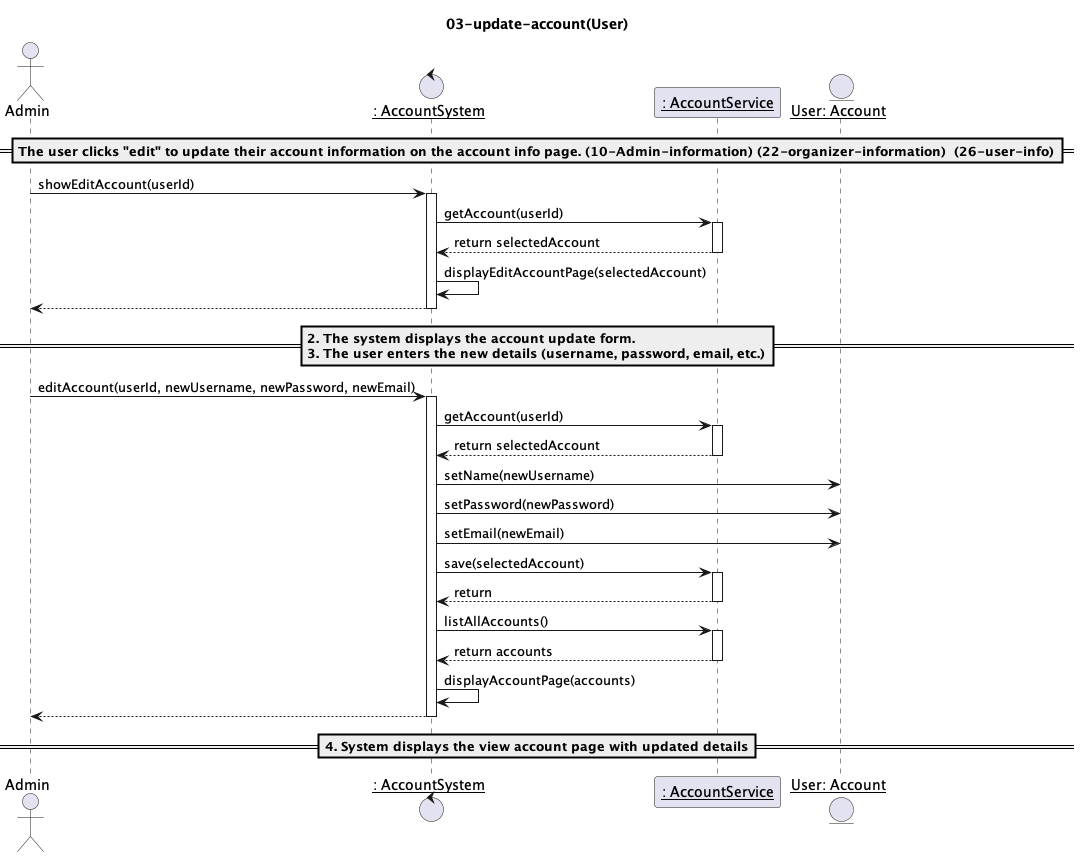 03-update-account(User)
Admin
: AccountSystem
: AccountService
User: Account
The user clicks "edit" to update their account information on the account info page. (10-Admin-information) (22-organizer-information)  (26-user-info)
showEditAccount(userId)
getAccount(userId)
return selectedAccount
displayEditAccountPage(selectedAccount)
2. The system displays the account update form.
3. The user enters the new details (username, password, email, etc.)
editAccount(userId, newUsername, newPassword, newEmail)
getAccount(userId)
return selectedAccount
setName(newUsername)
setPassword(newPassword)
setEmail(newEmail)
save(selectedAccount)
return
listAllAccounts()
return accounts
displayAccountPage(accounts)
4. System displays the view account page with updated details
Admin
: AccountSystem
: AccountService
User: Account